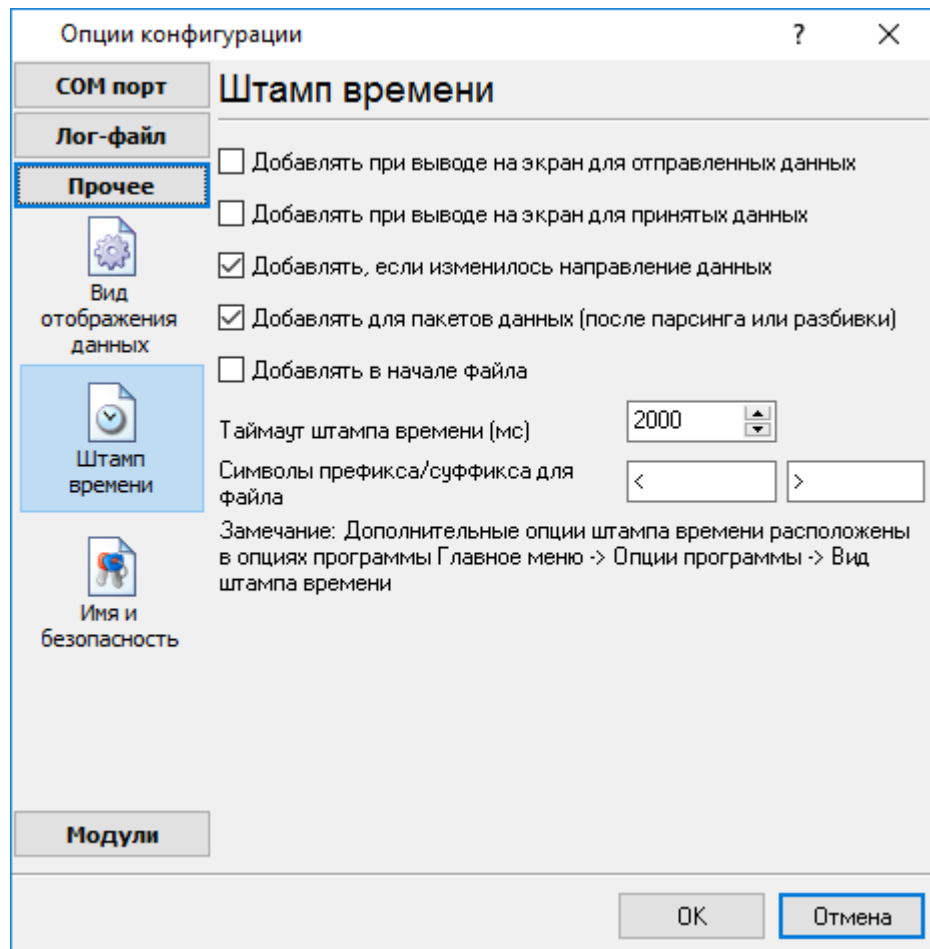 Опции конфигурации
?
COM порт
Лог-файл
Прочее
Вид
отображения
данных
Штамп
времени
Имя и
безопасность
Модули
Штамп времени
Добавлять при выводе на экран для отправленных данных
Добавлять при выводе на экран для принятых данных
Добавлять, если изменилось направление данных
Добавлять для пакетов данных (после парсинга или разбивки)
Добавлять в начале файла
Таймаут штампа времени (мс)
2000
Символы префикса/суффикса для
файла
<
>
Замечание: Дополнительные опции штампа времени расположены
в опциях программы Главное меню -> Опции программы -> Вид
штампа времени
OK
Отмена